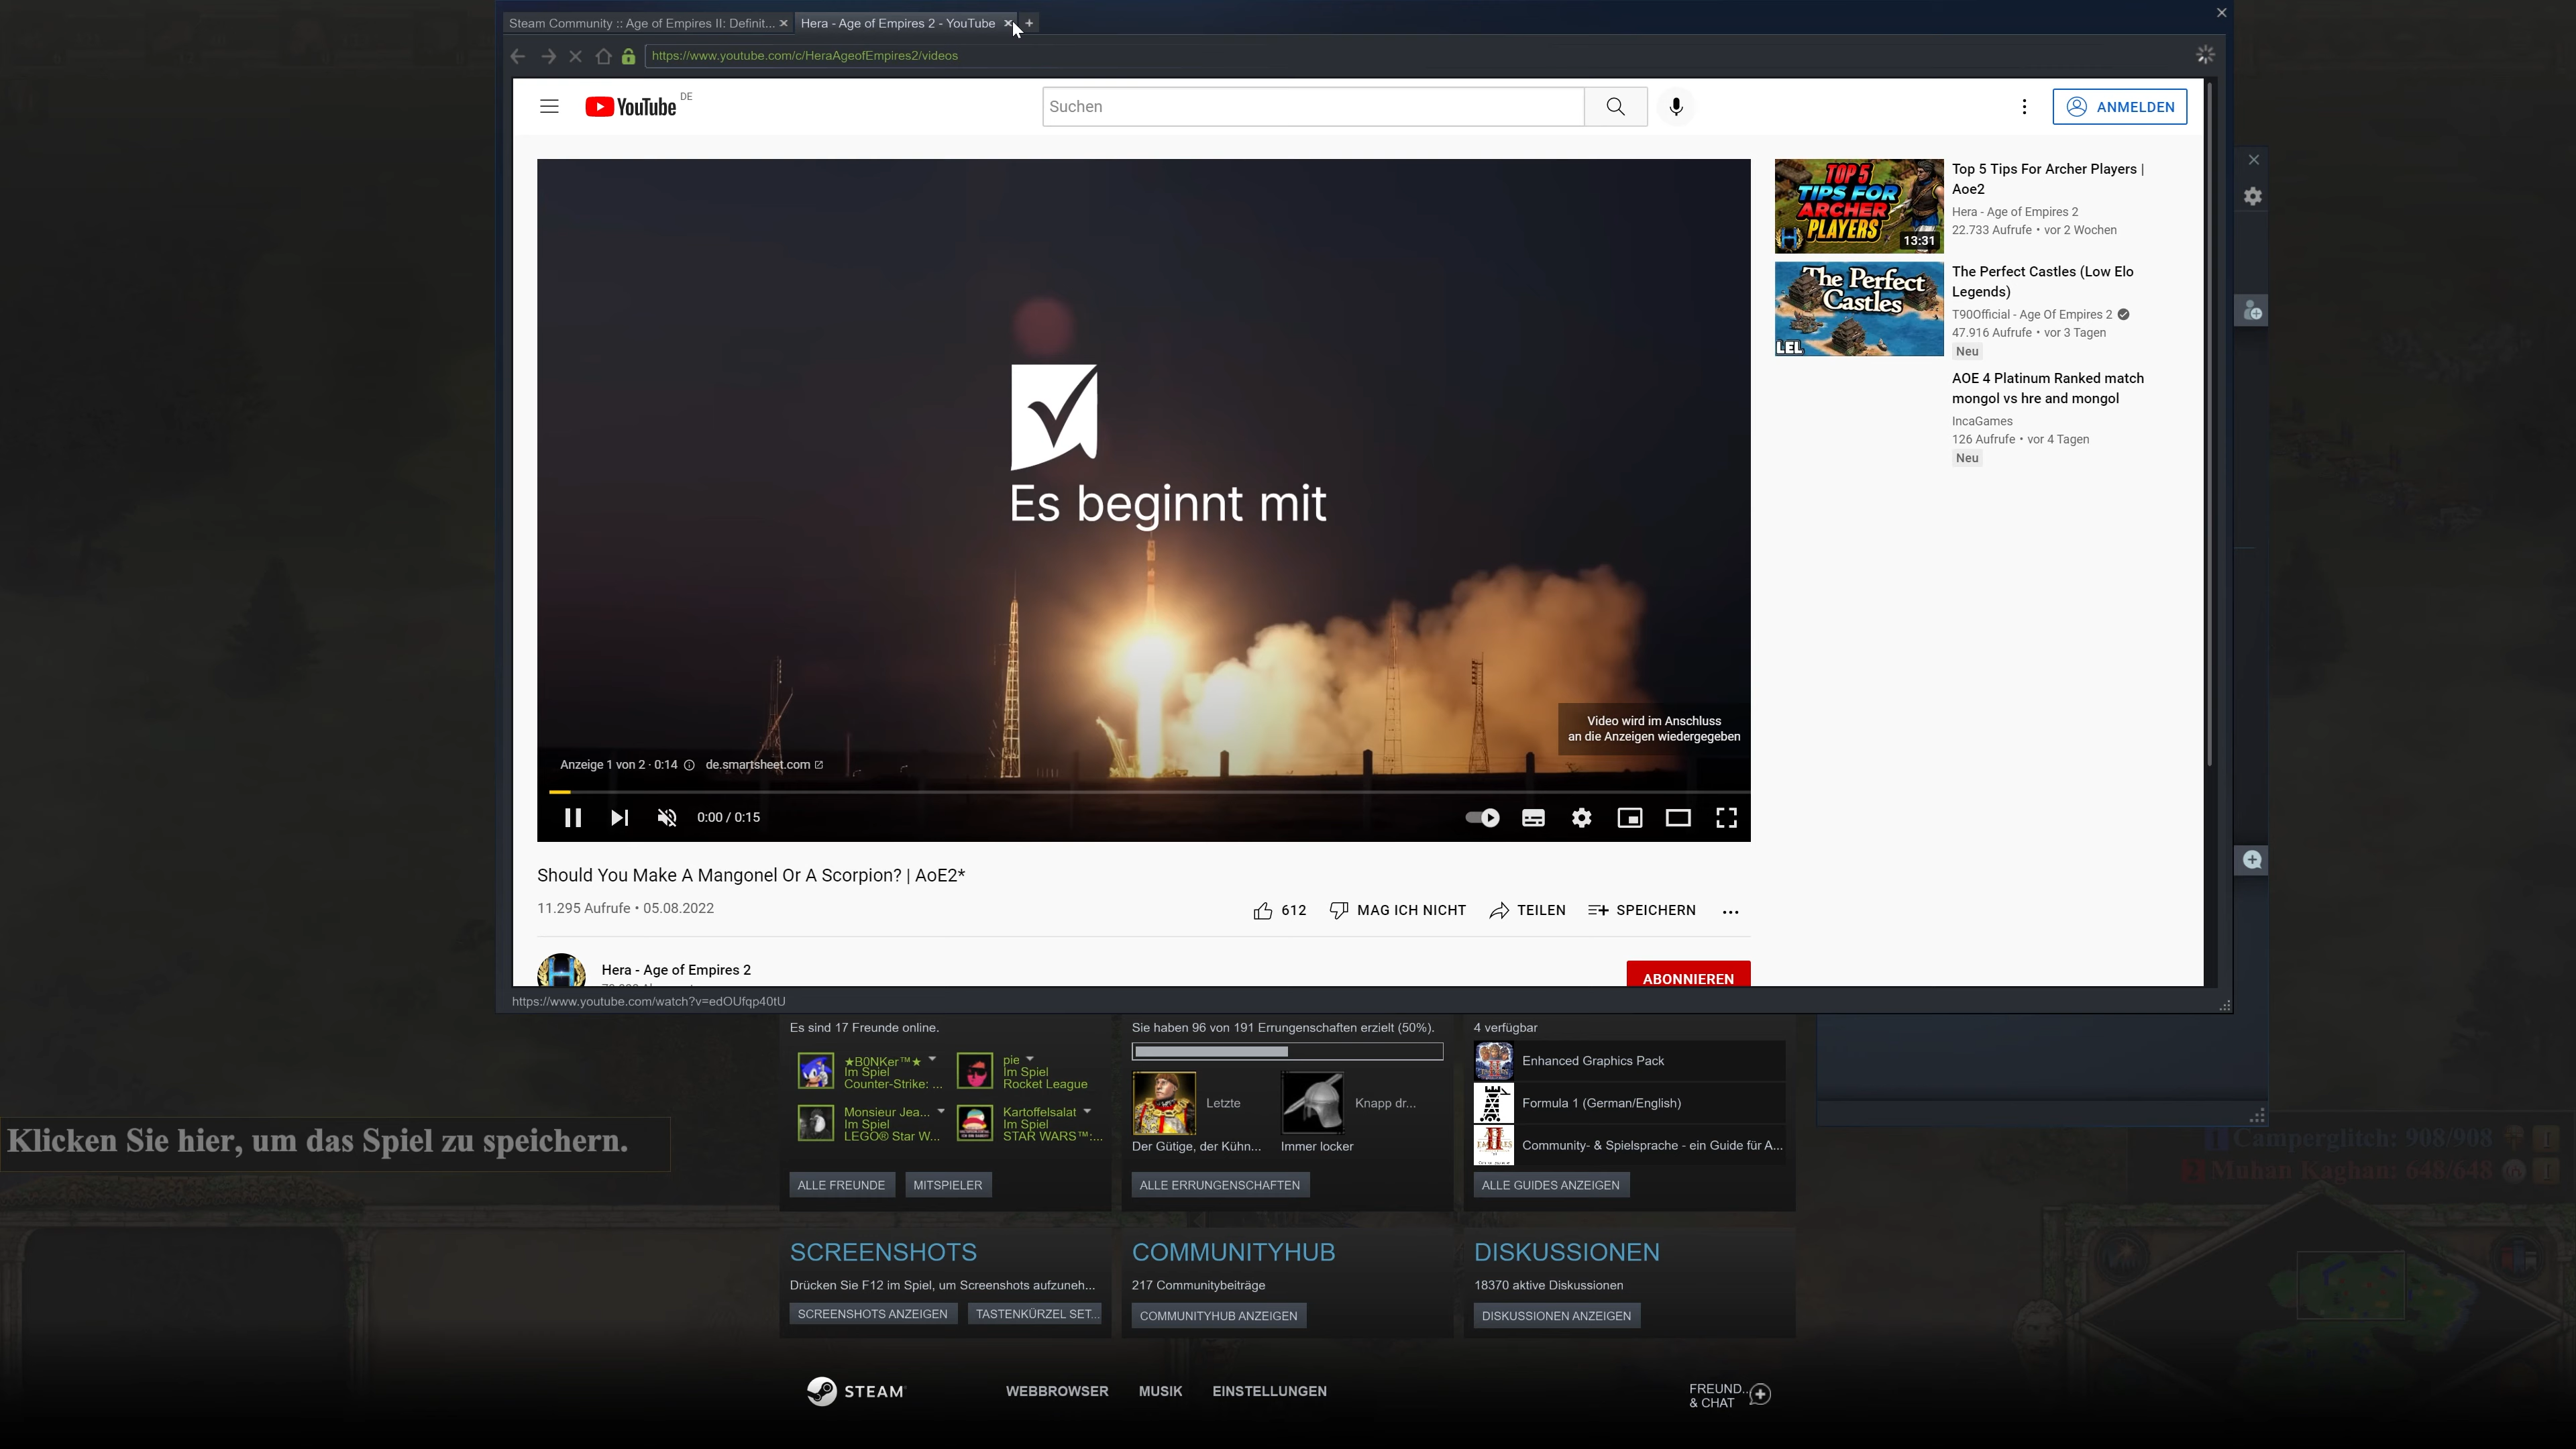 Steam Community :: Age of Empires II: Definit...
Hera - Age of Empires 2 - YouTube
https://www.youtube.com/c/HeraAgeofEmpires2/videos
YouTube DE
Suchen
ANMELDEN
Es beginnt mit
Video wird im Anschluss
an die Anzeigen wiedergegeben
Anzeige 1 von 2 · 0:14 de.smartsheet.com
0:00 / 0:15
TOP 5
TIPS FOR
ARCHER
PLAYERS
13:31
Top 5 Tips For Archer Players |
Aoe2
Hera - Age of Empires 2
22.733 Aufrufe • vor 2 Wochen
The Perfect
Castles
LEL
The Perfect Castles (Low Elo
Legends)
T90Official - Age Of Empires 2
47.916 Aufrufe • vor 3 Tagen
Neu
AOE 4 Platinum Ranked match
mongol vs hre and mongol
IncaGames
126 Aufrufe • vor 4 Tagen
Neu
Should You Make A Mangonel Or A Scorpion? | AoE2*
11.295 Aufrufe • 05.08.2022
612
MAG ICH NICHT
TEILEN
SPEICHERN
Hera - Age of Empires 2
ABONNIEREN
https://www.youtube.com/watch?v=edOUfqp40tU
Es sind 17 Freunde online.
★B0NKer™★
Im Spiel
Counter-Strike: ...
pie
Im Spiel
Rocket League
Monsieur Jea...
Im Spiel
LEGO® Star W...
Kartoffelsalat
Im Spiel
STAR WARS™:...
ALLE FREUNDE
MITSPIELER
Sie haben 96 von 191 Errungenschaften erzielt (50%).
Letzte
Der Gütige, der Kühn...
Knapp dr...
Immer locker
ALLE ERRUNGENSCHAFTEN
4 verfügbar
Enhanced Graphics Pack
Formula 1 (German/English)
Community- & Spielsprache - ein Guide für A...
ALLE GUIDES ANZEIGEN
Klicken Sie hier, um das Spiel zu speichern.
1 Camperglitch: 908/908 I
2 Muhan Kaghan: 648/648 I
SCREENSHOTS
Drücken Sie F12 im Spiel, um Screenshots aufzuneh...
SCREENSHOTS ANZEIGEN
TASTENKÜRZEL SET...
COMMUNITYHUB
217 Communitybeiträge
COMMUNITYHUB ANZEIGEN
DISKUSSIONEN
18370 aktive Diskussionen
DISKUSSIONEN ANZEIGEN
STEAM
WEBBROWSER
MUSIK
EINSTELLUNGEN
FREUND...
& CHAT